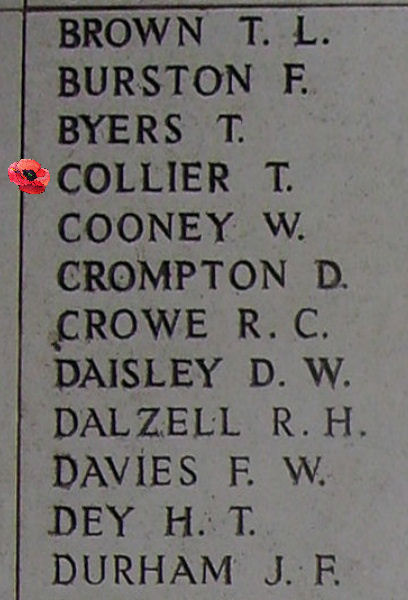 BROWN T. L.
BURSTON F.
BYERS T.
COLLIER T.
COONEY W.
CROMPTON D.
CROWE R. C.
DAISLEY D. W.
DALZELL R. H.
DAVIES F. W.
DEY H. T.
DURHAM J. F.